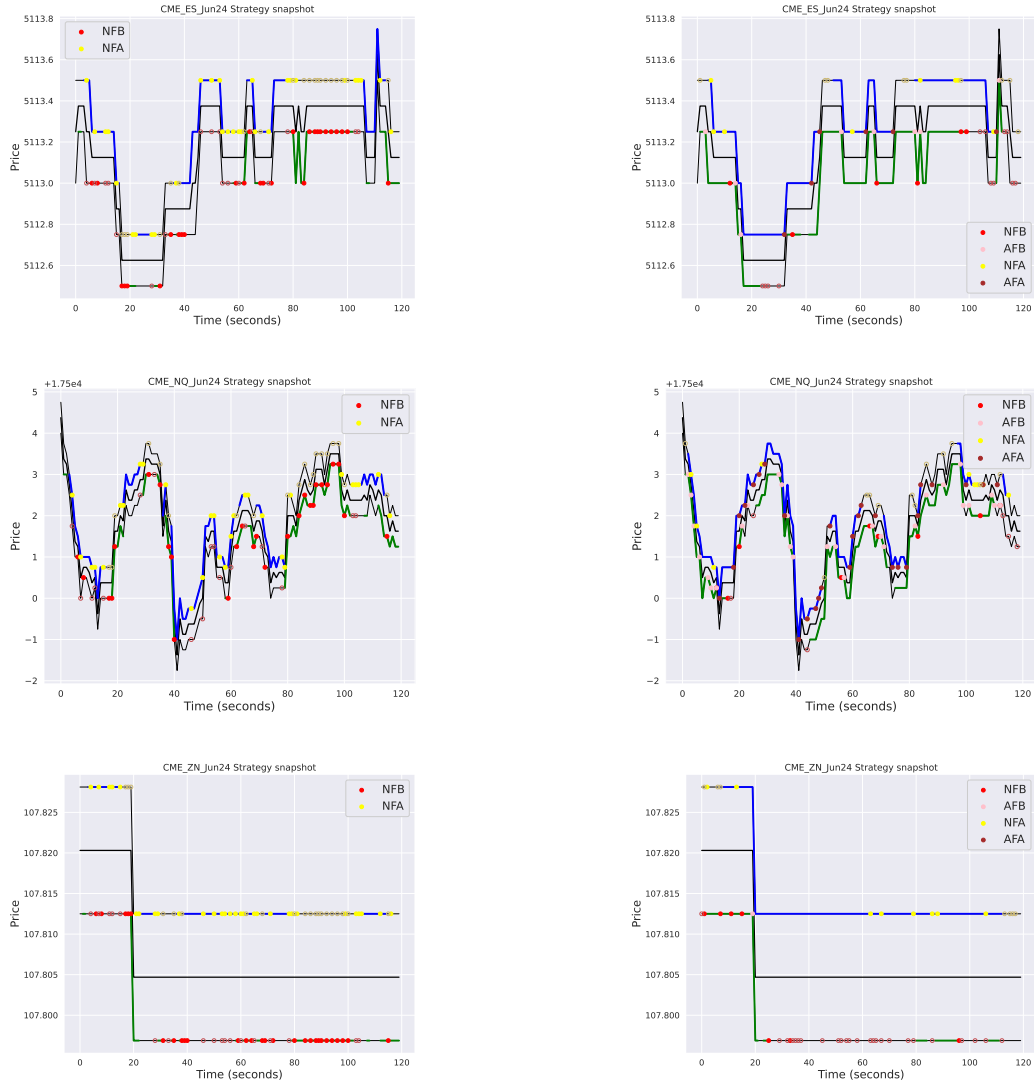 CME_ES_Jun24 Strategy snapshot
5113.8
5113.6
5113.4
5113.2
5113.0
5112.8
5112.6
Price
NFB
NFA
0 20 40 60 80 100 120
Time (seconds)
CME_ES_Jun24 Strategy snapshot
5113.8
5113.6
5113.4
5113.2
5113.0
5112.8
5112.6
Price
NFB
AFB
NFA
AFA
0 20 40 60 80 100 120
Time (seconds)
CME_NQ_Jun24 Strategy snapshot
+1.75e4
5
4
3
2
1
0
−1
−2
Price
NFB
NFA
0 20 40 60 80 100 120
Time (seconds)
CME_NQ_Jun24 Strategy snapshot
+1.75e4
5
4
3
2
1
0
−1
−2
Price
NFB
AFB
NFA
AFA
0 20 40 60 80 100 120
Time (seconds)
CME_ZN_Jun24 Strategy snapshot
107.825
107.820
107.815
107.810
107.805
107.800
Price
NFB
NFA
0 20 40 60 80 100 120
Time (seconds)
CME_ZN_Jun24 Strategy snapshot
107.825
107.820
107.815
107.810
107.805
107.800
Price
NFB
AFB
NFA
AFA
0 20 40 60 80 100 120
Time (seconds)